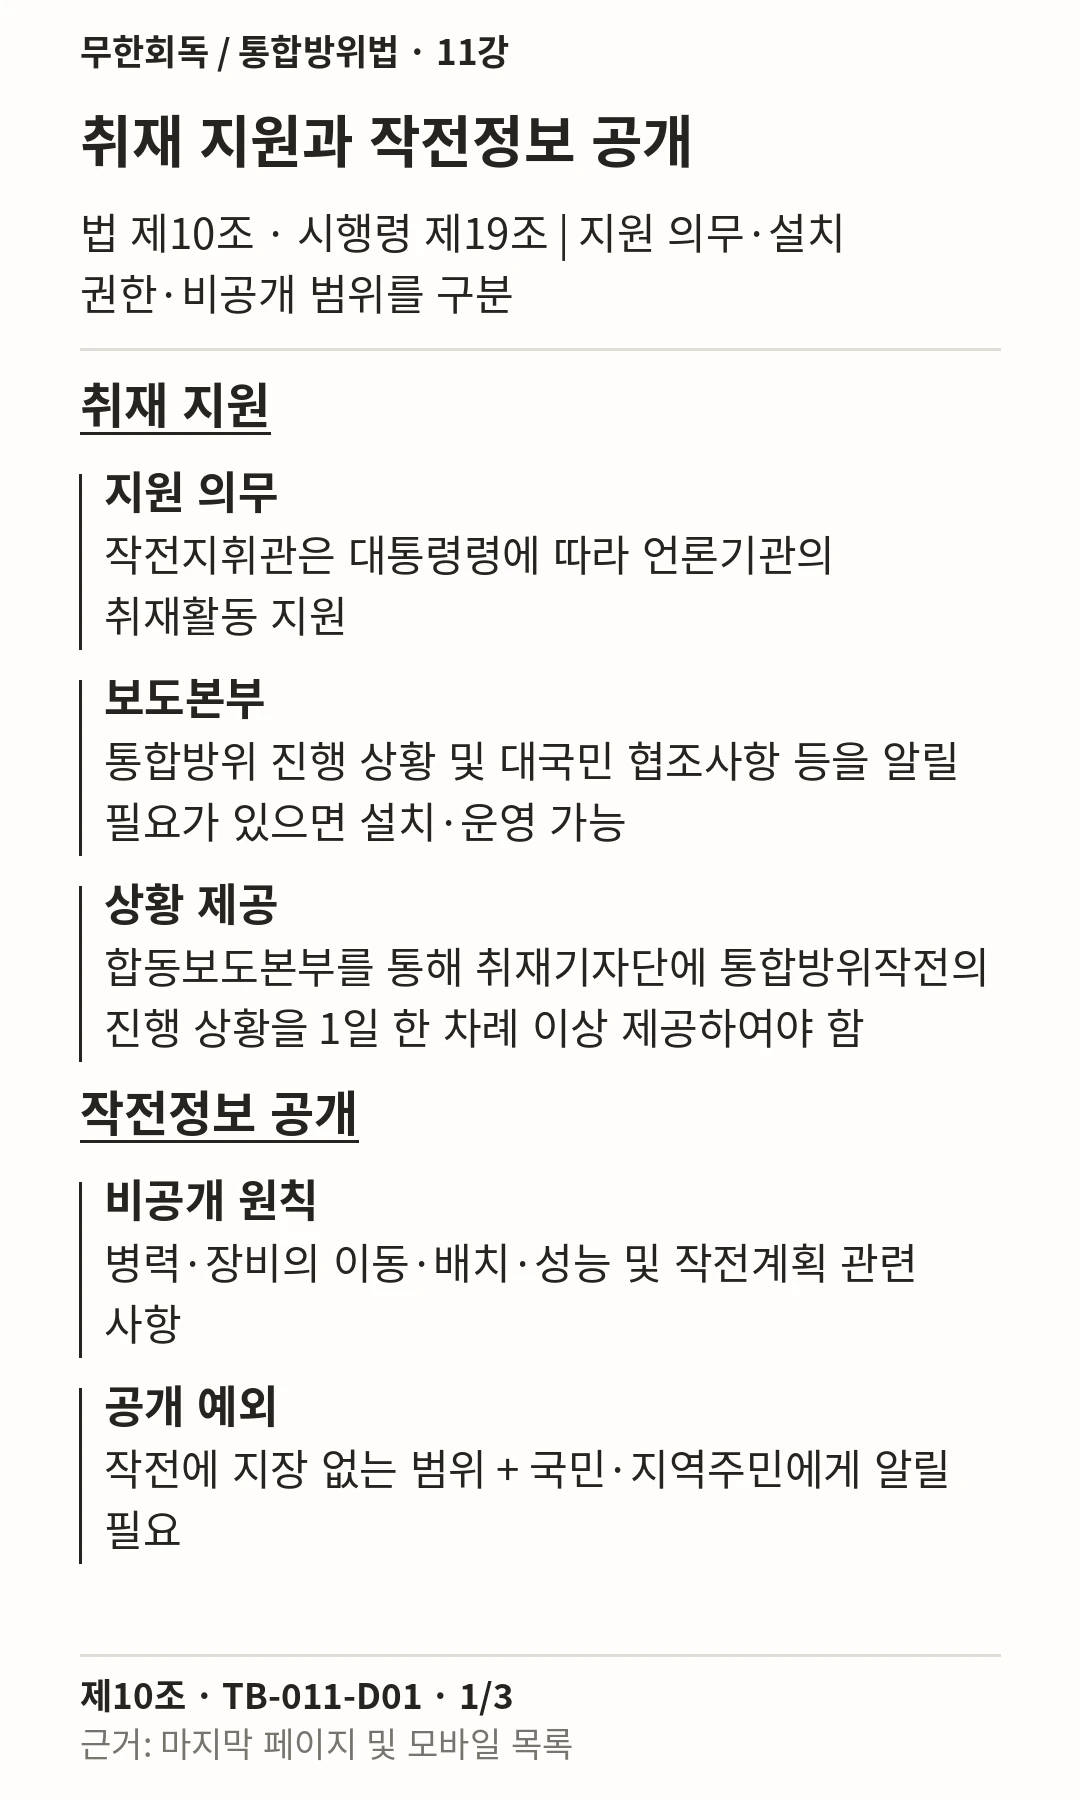 무한회독 / 통합방위법 · 11강
취재 지원과 작전정보 공개
법 제10조 · 시행령 제19조 | 지원 의무·설치
권한·비공개 범위를 구분
취재 지원
지원 의무
작전지휘관은 대통령령에 따라 언론기관의
취재활동 지원
보도본부
통합방위 진행 상황 및 대국민 협조사항 등을 알릴
필요가 있으면 설치·운영 가능
상황 제공
합동보도본부를 통해 취재기자단에 통합방위작전의
진행 상황을 1일 한 차례 이상 제공하여야 함
작전정보 공개
비공개 원칙
병력·장비의 이동·배치·성능 및 작전계획 관련
사항
공개 예외
작전에 지장 없는 범위 + 국민·지역주민에게 알릴
필요
제10조 · TB-011-D01 · 1/3
근거: 마지막 페이지 및 모바일 목록